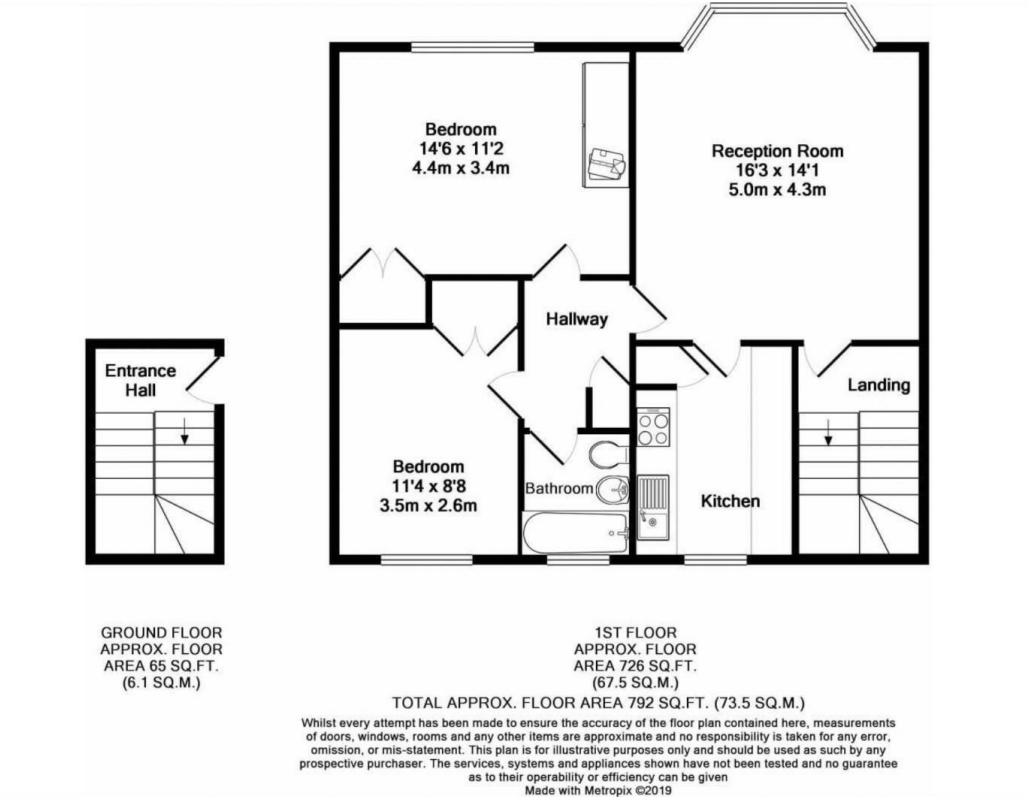 Bedroom
14'6 x 11'2
4.4m x 3.4m
Reception Room
16'3 x 14'1
5.0m x 4.3m
Hallway
Entrance
Hall
Landing
Bedroom
11'4 x 8'8
3.5m x 2.6m
Bathroom
Kitchen
GROUND FLOOR
APPROX. FLOOR
AREA 65 SQ.FT.
(6.1 SQ.M.)
1ST FLOOR
APPROX. FLOOR
AREA 726 SQ.FT.
(67.5 SQ.M.)
TOTAL APPROX. FLOOR AREA 792 SQ.FT. (73.5 SQ.M.)
Whilst every attempt has been made to ensure the accuracy of the floor plan contained here, measurements
of doors, windows, rooms and any other items are approximate and no responsibility is taken for any error,
omission, or mis-statement. This plan is for illustrative purposes only and should be used as such by any
prospective purchaser. The services, systems and appliances shown have not been tested and no guarantee
as to their operability or efficiency can be given
Made with Metropix ©2019